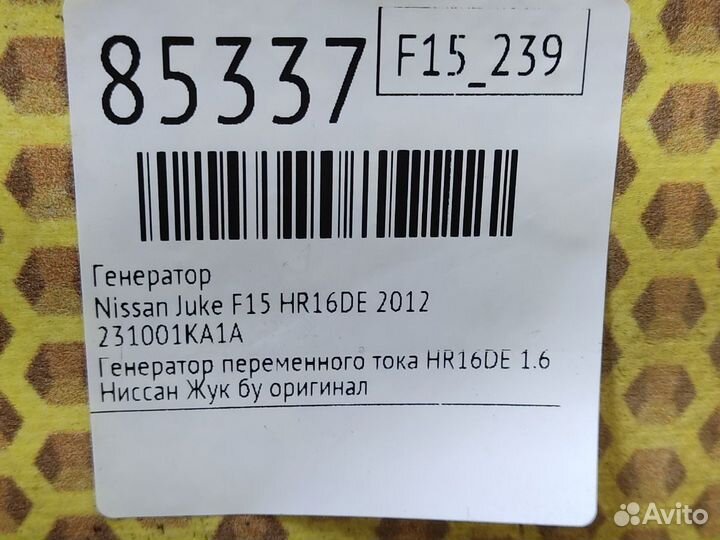 85337
F15_239
Генератор
Nissan Juke F15 HR16DE 2012
231001KA1A
Генератор переменного тока HR16DE 1.6
Ниссан Жук бу оригинал
Avito